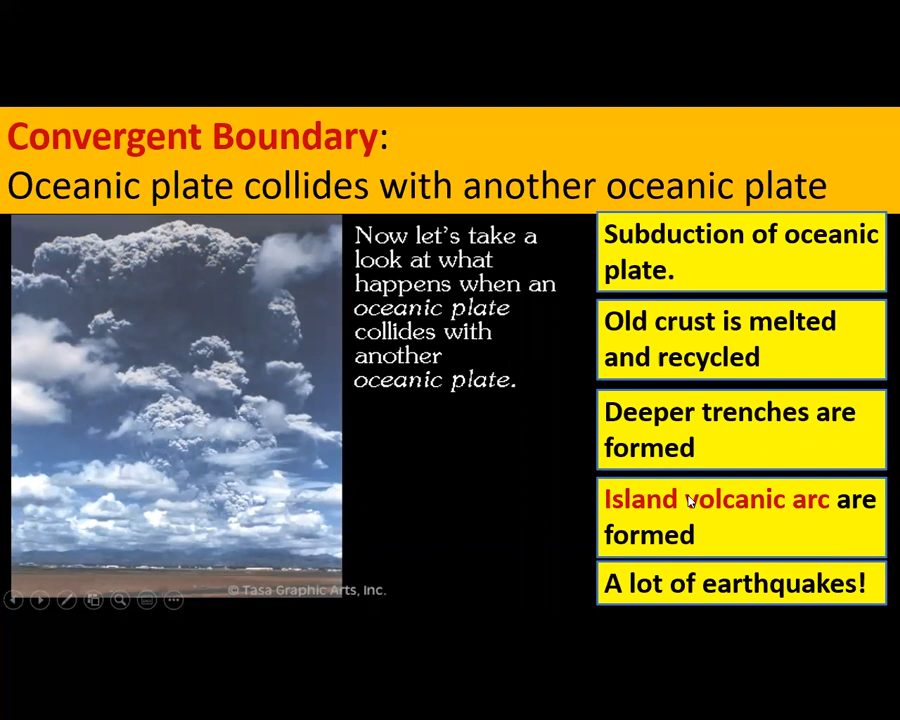 Convergent Boundary:
Oceanic plate collides with another oceanic plate
Now let's take a
look at what
happens when an
oceanic plate
collides with
another
oceanic plate.
Subduction of oceanic
plate.
Old crust is melted
and recycled
Deeper trenches are
formed
Island volcanic arc are
formed
A lot of earthquakes!
© Tasa Graphic Arts, Inc.